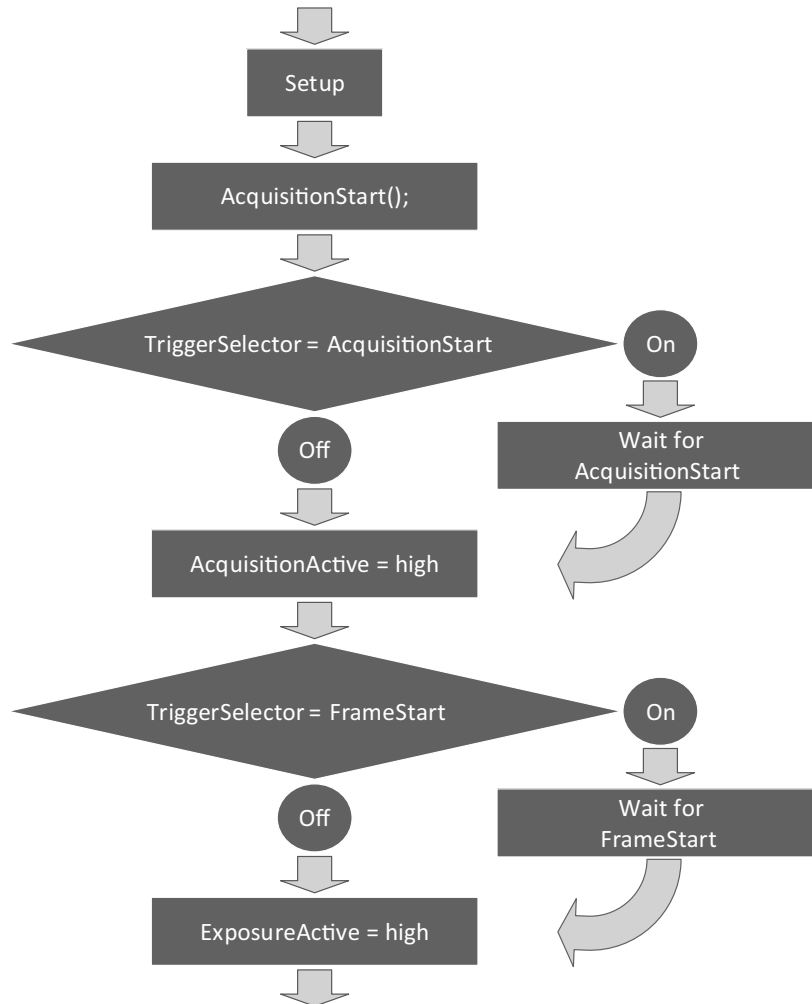 Setup
AcquisitionStart();
TriggerSelector = AcquisitionStart
On
Off
Wait for
AcquisitionStart
AcquisitionActive = high
TriggerSelector = FrameStart
On
Off
Wait for
FrameStart
ExposureActive = high